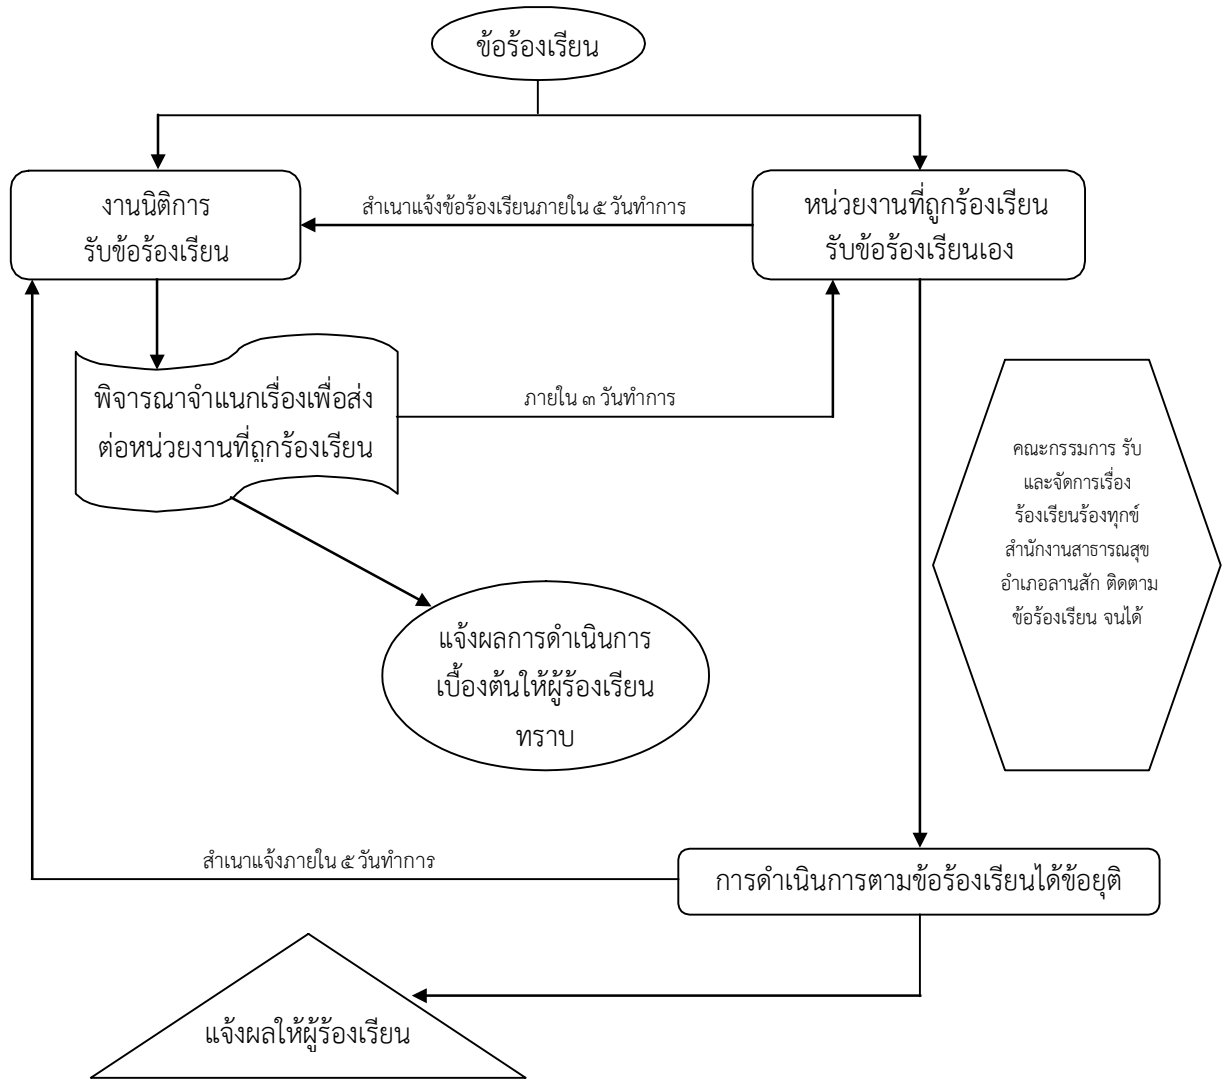 ข้อร้องเรียน
งานนิติการ
รับข้อร้องเรียน
สำเนาแจ้งข้อร้องเรียนภายใน ๕ วันทำการ
หน่วยงานที่ถูกร้องเรียน
รับข้อร้องเรียนเอง
พิจารณาจำแนกเรื่องเพื่อส่ง
ต่อหน่วยงานที่ถูกร้องเรียน
ภายใน ๓ วันทำการ
คณะกรรมการ รับ
และจัดการเรื่อง
ร้องเรียนร้องทุกข์
สำนักงานสาธารณสุข
อำเภอลานสัก ติดตาม
ข้อร้องเรียน จนได้
แจ้งผลการดำเนินการ
เบื้องต้นให้ผู้ร้องเรียน
ทราบ
สำเนาแจ้งภายใน ๕ วันทำการ
การดำเนินการตามข้อร้องเรียนได้ข้อยุติ
แจ้งผลให้ผู้ร้องเรียน